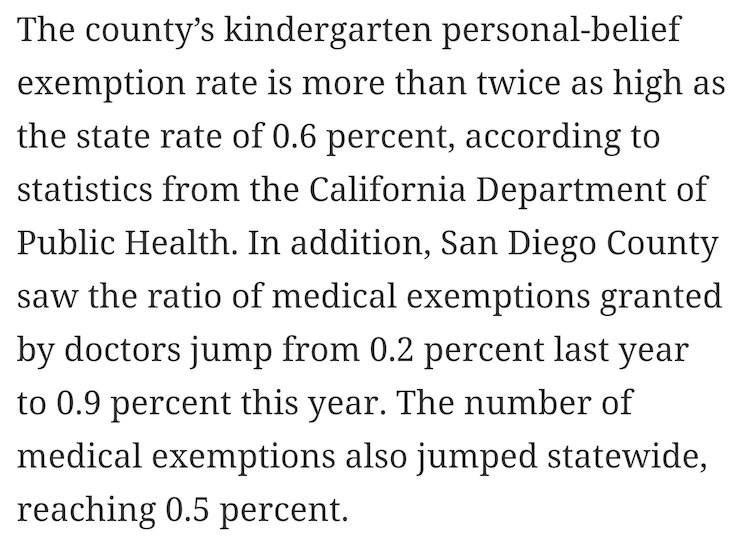 The county’s kindergarten personal-belief
exemption rate is more than twice as high as
the state rate of 0.6 percent, according to
statistics from the California Department of
Public Health. In addition, San Diego County
saw the ratio of medical exemptions granted
by doctors jump from 0.2 percent last year
to 0.9 percent this year. The number of
medical exemptions also jumped statewide,
reaching 0.5 percent.